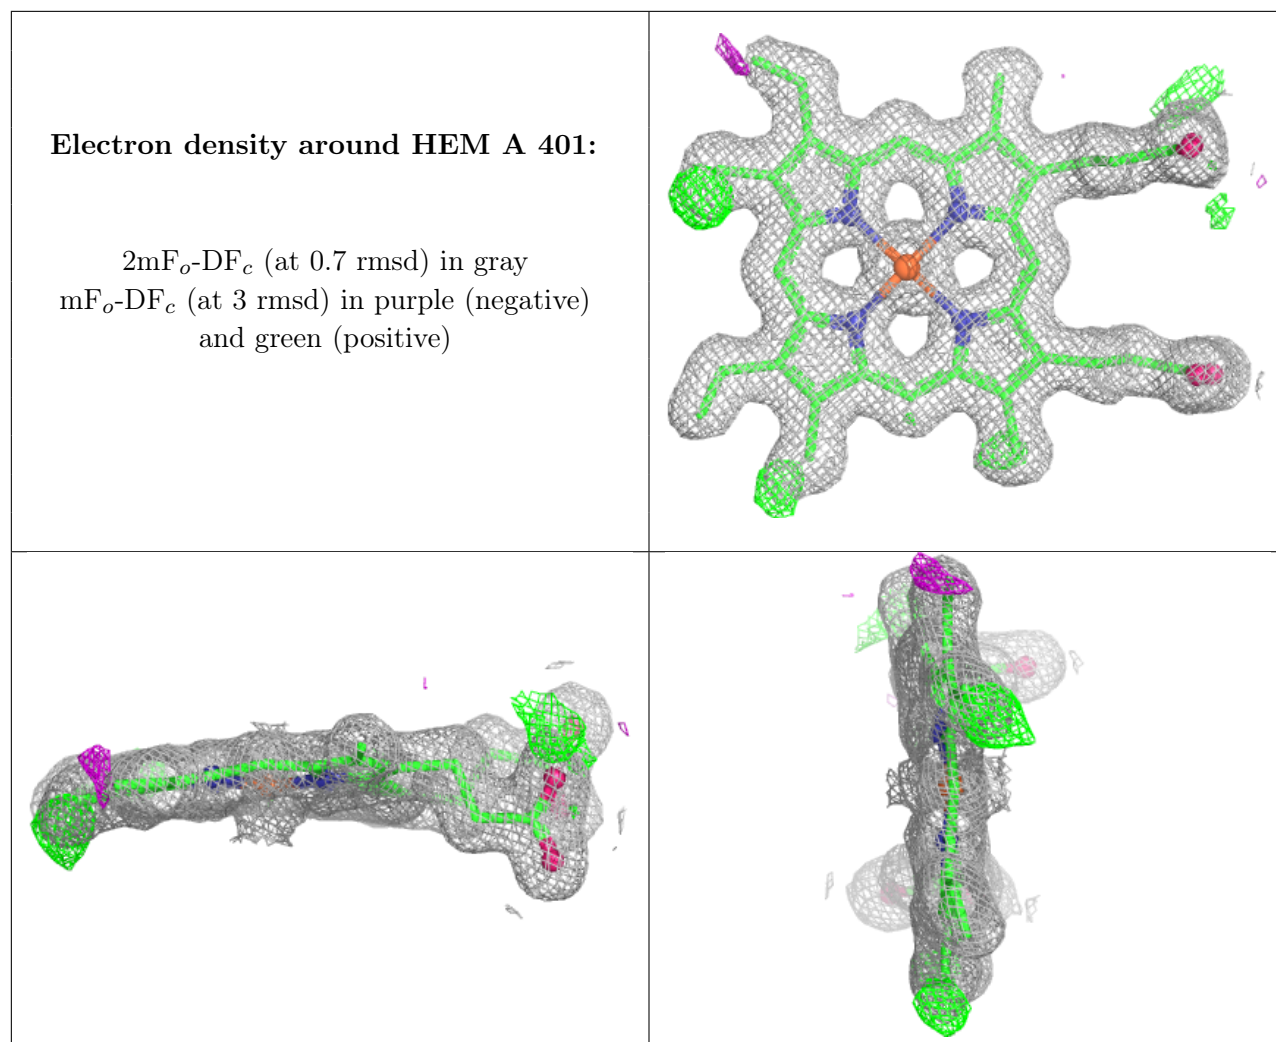 Electron density around HEM A 401:
2mFo-DFc (at 0.7 rmsd) in gray
mFo-DFc (at 3 rmsd) in purple (negative)
and green (positive)